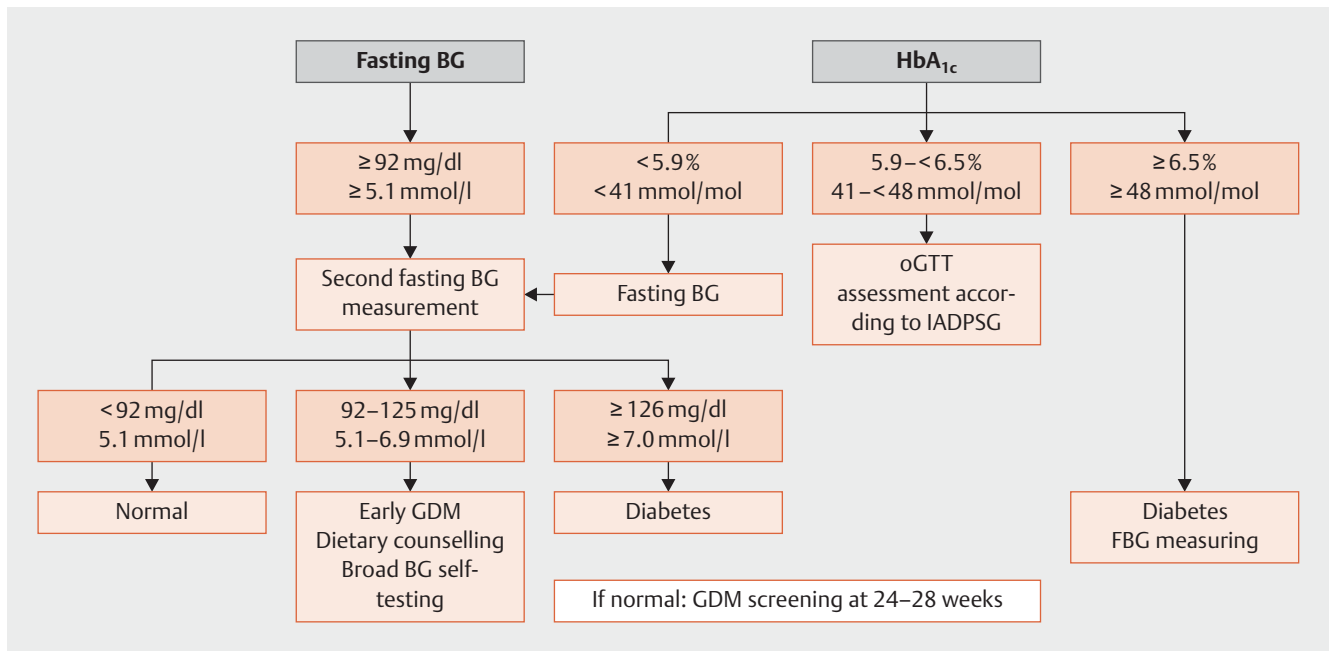 Fasting BG
HbA1c
≥92 mg/dl
≥5.1 mmol/l
<5.9%
<41 mmol/mol
5.9–<6.5%
41–<48 mmol/mol
≥6.5%
≥48 mmol/mol
Second fasting BG
measurement
Fasting BG
oGTT
assessment accor-
ding to IADPSG
<92 mg/dl
5.1 mmol/l
92–125 mg/dl
5.1–6.9 mmol/l
≥126 mg/dl
≥7.0 mmol/l
Normal
Early GDM
Dietary counselling
Broad BG self-
testing
Diabetes
Diabetes
FBG measuring
If normal: GDM screening at 24–28 weeks